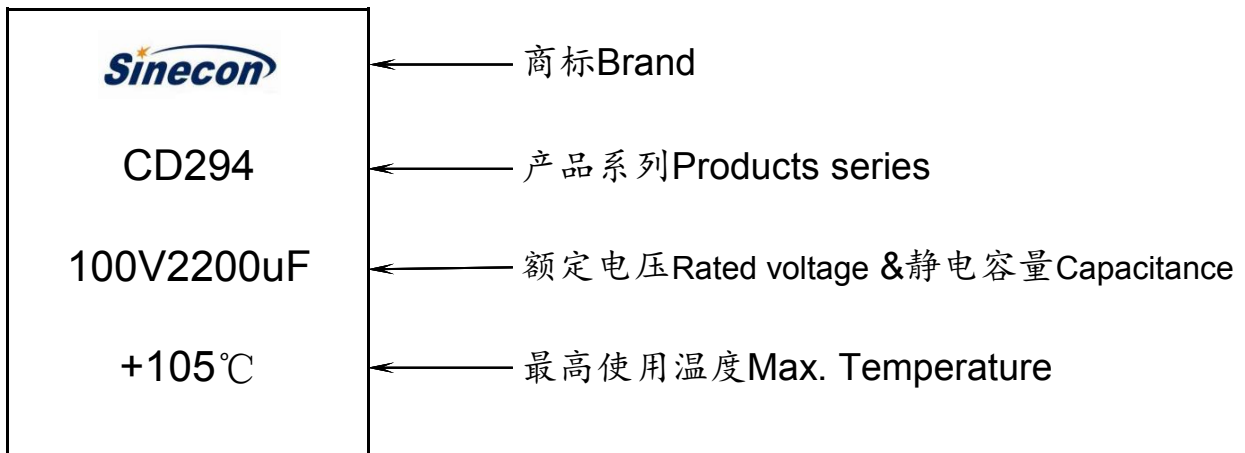 Sinecon
商标Brand
CD294
产品系列Products series
100V2200uF
额定电压Rated voltage &静电容量Capacitance
+105℃
最高使用温度Max. Temperature